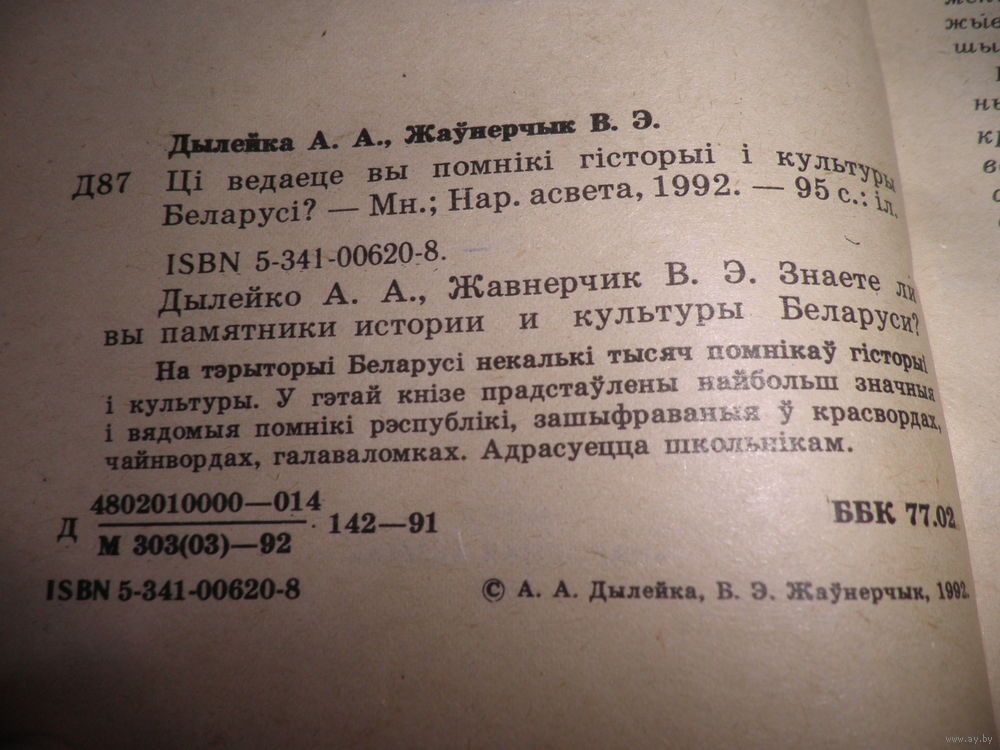 Дылейка А. А., Жаўнерчык В. Э.
Д87 Ці ведаеце вы помнікі гісторыі і культуры
Беларусі? — Мн.; Нар. асвета, 1992. — 95 с.: іл.
ISBN 5-341-00620-8.
Дылейко А. А., Жавнерчик В. Э. Знаете ли
вы памятники истории и культуры Беларуси?
На тэрыторыі Беларусі некалькі тысяч помнікаў гісторыі
і культуры. У гэтай кнізе прадстаўлены найбольш значныя
і вядомыя помнікі рэспублікі, зашыфраваныя ў красвордах,
чайнвордах, галаваломках. Адрасуецца школьнікам.
Д 4802010000—014
М 303(03)—92
142—91
ББК 77.02
ISBN 5-341-00620-8
© А. А. Дылейка, В. Э. Жаўнерчык, 1992.
www.ay.by